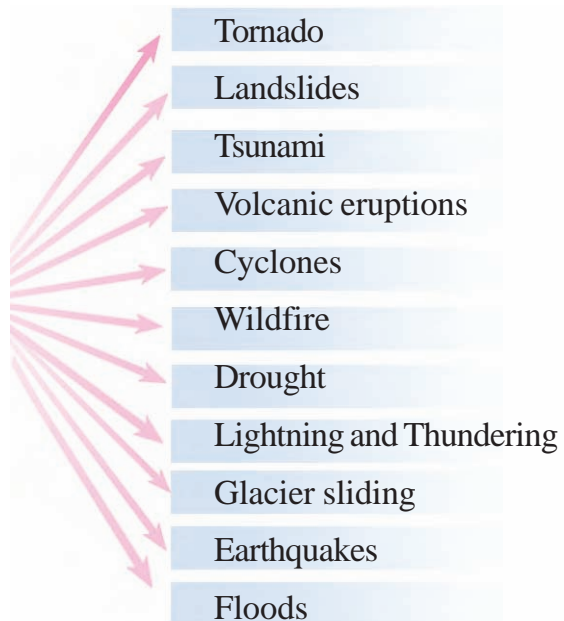 Tornado
Landslides
Tsunami
Volcanic eruptions
Cyclones
Wildfire
Drought
Lightning and Thundering
Glacier sliding
Earthquakes
Floods